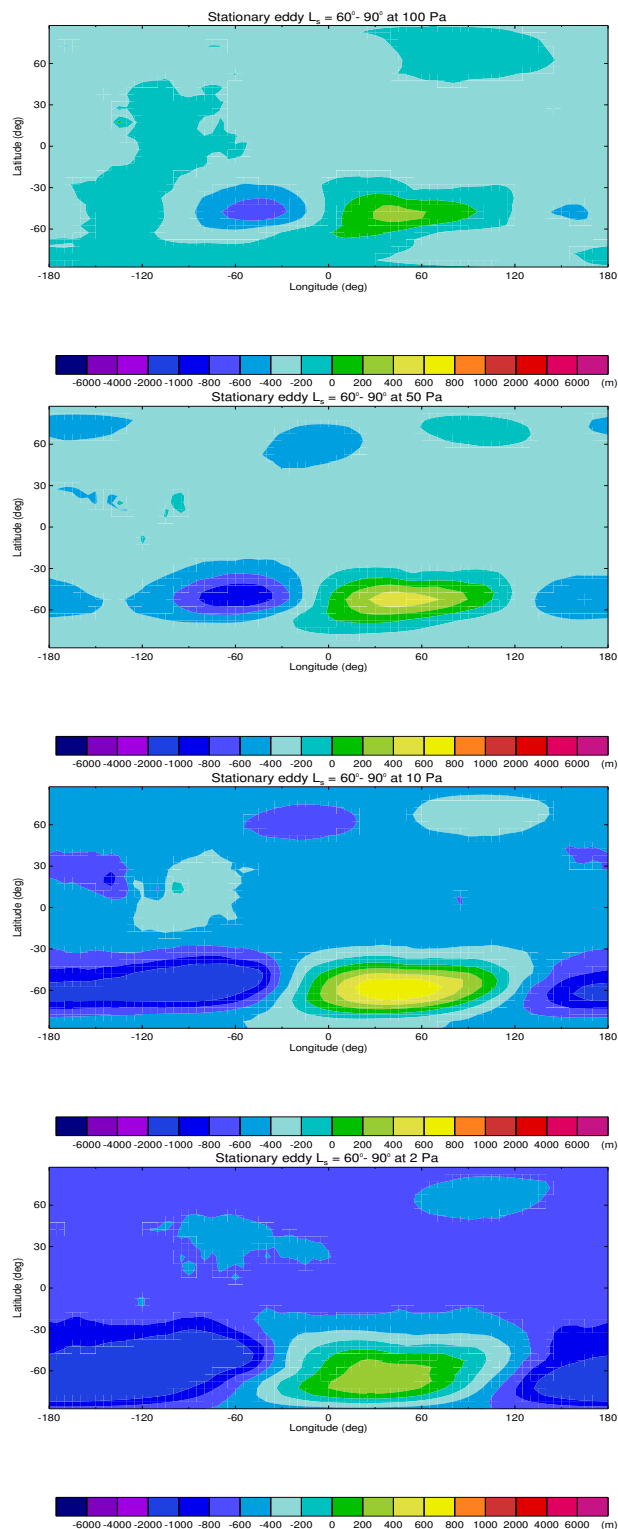 Stationary eddy Ls = 60°- 90° at 100 Pa
60
30
0
-30
-60
Latitude (deg)
-180 -120 -60 0 60 120 180
Longitude (deg)
-6000 -4000 -2000 -1000 -800 -600 -400 -200 0 200 400 600 800 1000 2000 4000 6000 (m)
Stationary eddy Ls = 60°- 90° at 50 Pa
60
30
0
-30
-60
Latitude (deg)
-180 -120 -60 0 60 120 180
Longitude (deg)
-6000 -4000 -2000 -1000 -800 -600 -400 -200 0 200 400 600 800 1000 2000 4000 6000 (m)
Stationary eddy Ls = 60°- 90° at 10 Pa
60
30
0
-30
-60
Latitude (deg)
-180 -120 -60 0 60 120 180
Longitude (deg)
-6000 -4000 -2000 -1000 -800 -600 -400 -200 0 200 400 600 800 1000 2000 4000 6000 (m)
Stationary eddy Ls = 60°- 90° at 2 Pa
60
30
0
-30
-60
Latitude (deg)
-180 -120 -60 0 60 120 180
Longitude (deg)
-6000 -4000 -2000 -1000 -800 -600 -400 -200 0 200 400 600 800 1000 2000 4000 6000 (m)